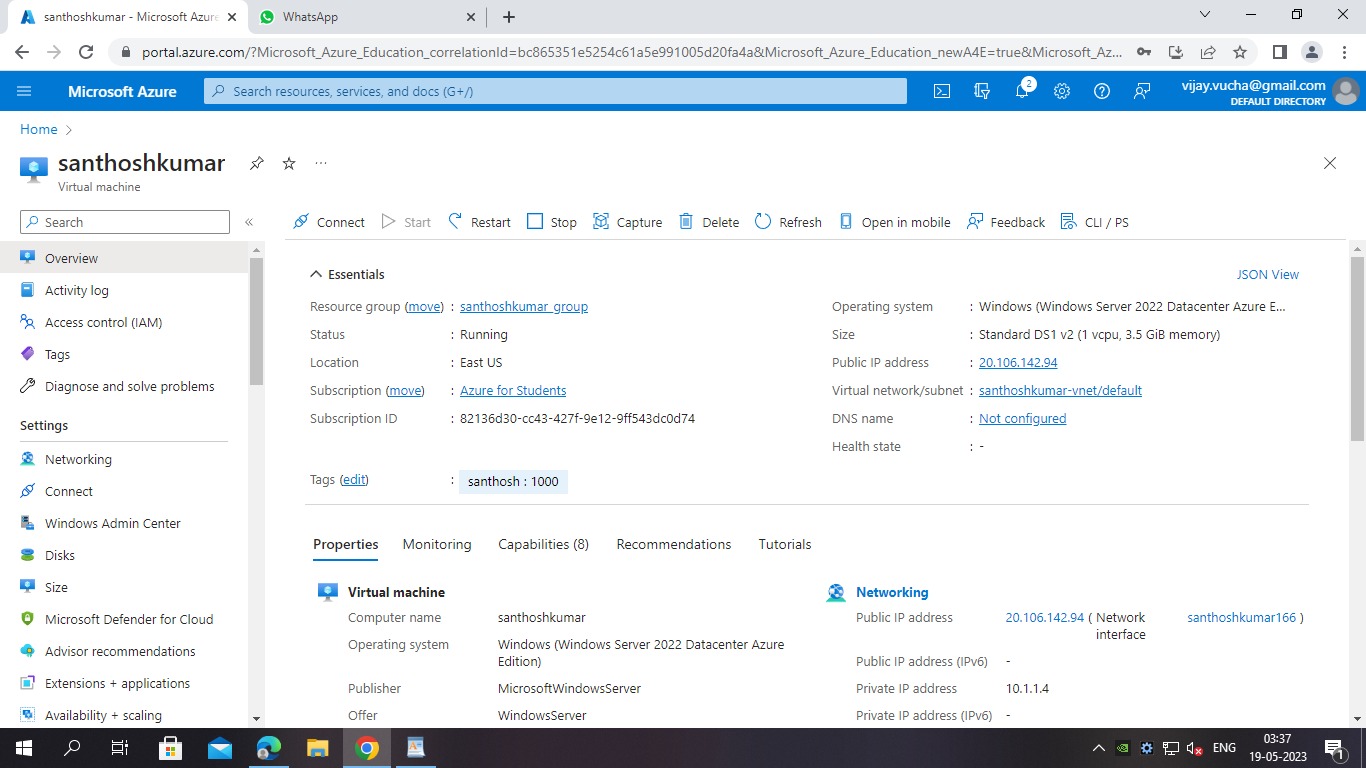 santhoshkumar - Microsoft Azure
WhatsApp
portal.azure.com/?Microsoft_Azure_Education_correlationId=bc865351e5254c61a5e991005d20fa4a&Microsoft_Azure_Education_newA4E=true&Microsoft_Az...
Microsoft Azure
Search resources, services, and docs (G+/)
2
vijay.vucha@gmail.com
DEFAULT DIRECTORY
Home
santhoshkumar
Virtual machine
Search
Connect Start Restart Stop Capture Delete Refresh Open in mobile Feedback CLI / PS
Overview
Activity log
Access control (IAM)
Tags
Diagnose and solve problems
Settings
Networking
Connect
Windows Admin Center
Disks
Size
Microsoft Defender for Cloud
Advisor recommendations
Extensions + applications
Availability + scaling
Essentials
JSON View
Resource group (move) : santhoshkumar_group
Status : Running
Location : East US
Subscription (move) : Azure for Students
Subscription ID : 82136d30-cc43-427f-9e12-9ff543dc0d74
Operating system : Windows (Windows Server 2022 Datacenter Azure E...
Size : Standard DS1 v2 (1 vcpu, 3.5 GiB memory)
Public IP address : 20.106.142.94
Virtual network/subnet : santhoshkumar-vnet/default
DNS name : Not configured
Health state : -
Tags (edit) : santhosh : 1000
Properties Monitoring Capabilities (8) Recommendations Tutorials
Virtual machine
Computer name santhoshkumar
Operating system Windows (Windows Server 2022 Datacenter Azure
Edition)
Publisher MicrosoftWindowsServer
Offer WindowsServer
Networking
Public IP address 20.106.142.94 ( Network santhoshkumar166 )
interface
Public IP address (IPv6) -
Private IP address 10.1.1.4
Private IP address (IPv6) -
ENG
03:37
19-05-2023
1